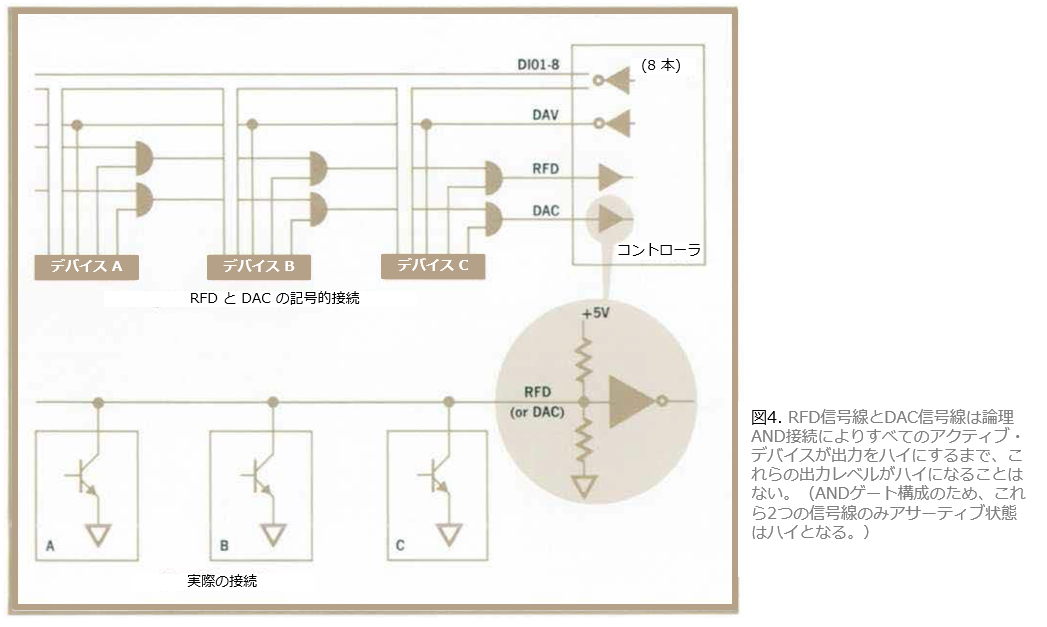 DI01-8
(8 本)
DAV
RFD
DAC
コントローラ
デバイス A
デバイス B
デバイス C
RFD と DAC の記号的接続
+5V
RFD
(or DAC)
A
B
C
実際の接続
図4. RFD信号線とDAC信号線は論理
AND接続によりすべてのアクティブ・
デバイスが出力をハイにするまで、こ
れらの出力レベルがハイになることは
ない。（ANDゲート構成のため、これ
ら2つの信号線のみアサーティブ状態
はハイとなる。）